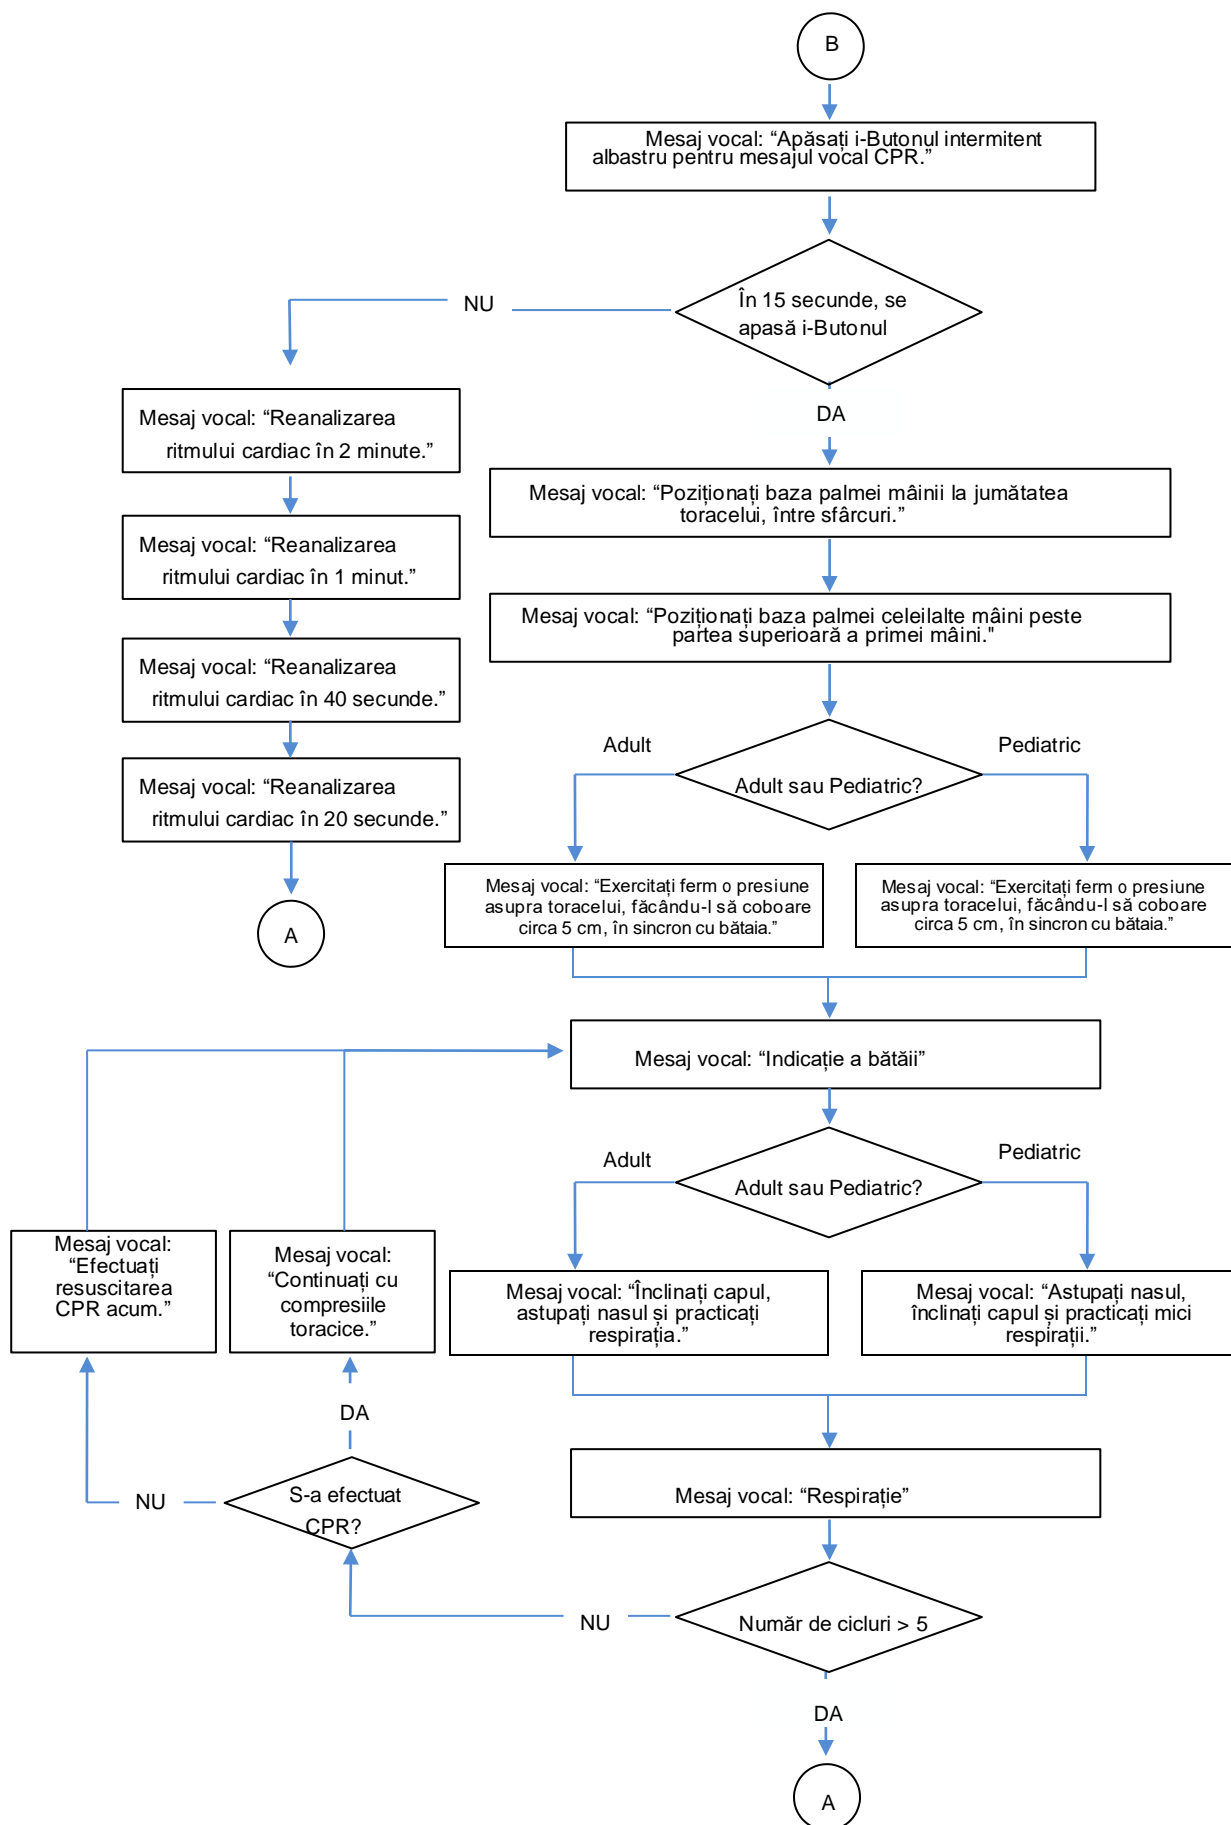 B
Mesaj vocal: “Apăsați i-Butonul intermitent
albastru pentru mesajul vocal CPR.”
În 15 secunde, se
apasă i-Butonul
NU
DA
Mesaj vocal: “Reanalizarea
ritmului cardiac în 2 minute.”
Mesaj vocal: “Reanalizarea
ritmului cardiac în 1 minut.”
Mesaj vocal: “Reanalizarea
ritmului cardiac în 40 secunde.”
Mesaj vocal: “Reanalizarea
ritmului cardiac în 20 secunde.”
A
Mesaj vocal: “Poziționați baza palmei mâinii la jumătatea
toracelui, între sfârcuri.”
Mesaj vocal: “Poziționați baza palmei celeilalte mâini peste
partea superioară a primei mâini."
Adult
Pediatric
Adult sau Pediatric?
Mesaj vocal: “Exercitați ferm o presiune
asupra toracelui, făcându-l să coboare
circa 5 cm, în sincron cu bătaia.”
Mesaj vocal: “Exercitați ferm o presiune
asupra toracelui, făcându-l să coboare
circa 5 cm, în sincron cu bătaia.”
Mesaj vocal: “Indicație a bătăii”
Adult
Pediatric
Adult sau Pediatric?
Mesaj vocal:
“Efectuați
resuscitarea
CPR acum.”
Mesaj vocal:
“Continuați cu
compresiile
toracice.”
Mesaj vocal: “Înclinați capul,
astupați nasul și practicați
respirația.”
Mesaj vocal: “Astupați nasul,
înclinați capul și practicați mici
respirații.”
DA
NU
S-a efectuat
CPR?
Mesaj vocal: “Respirație”
NU
Număr de cicluri > 5
DA
A